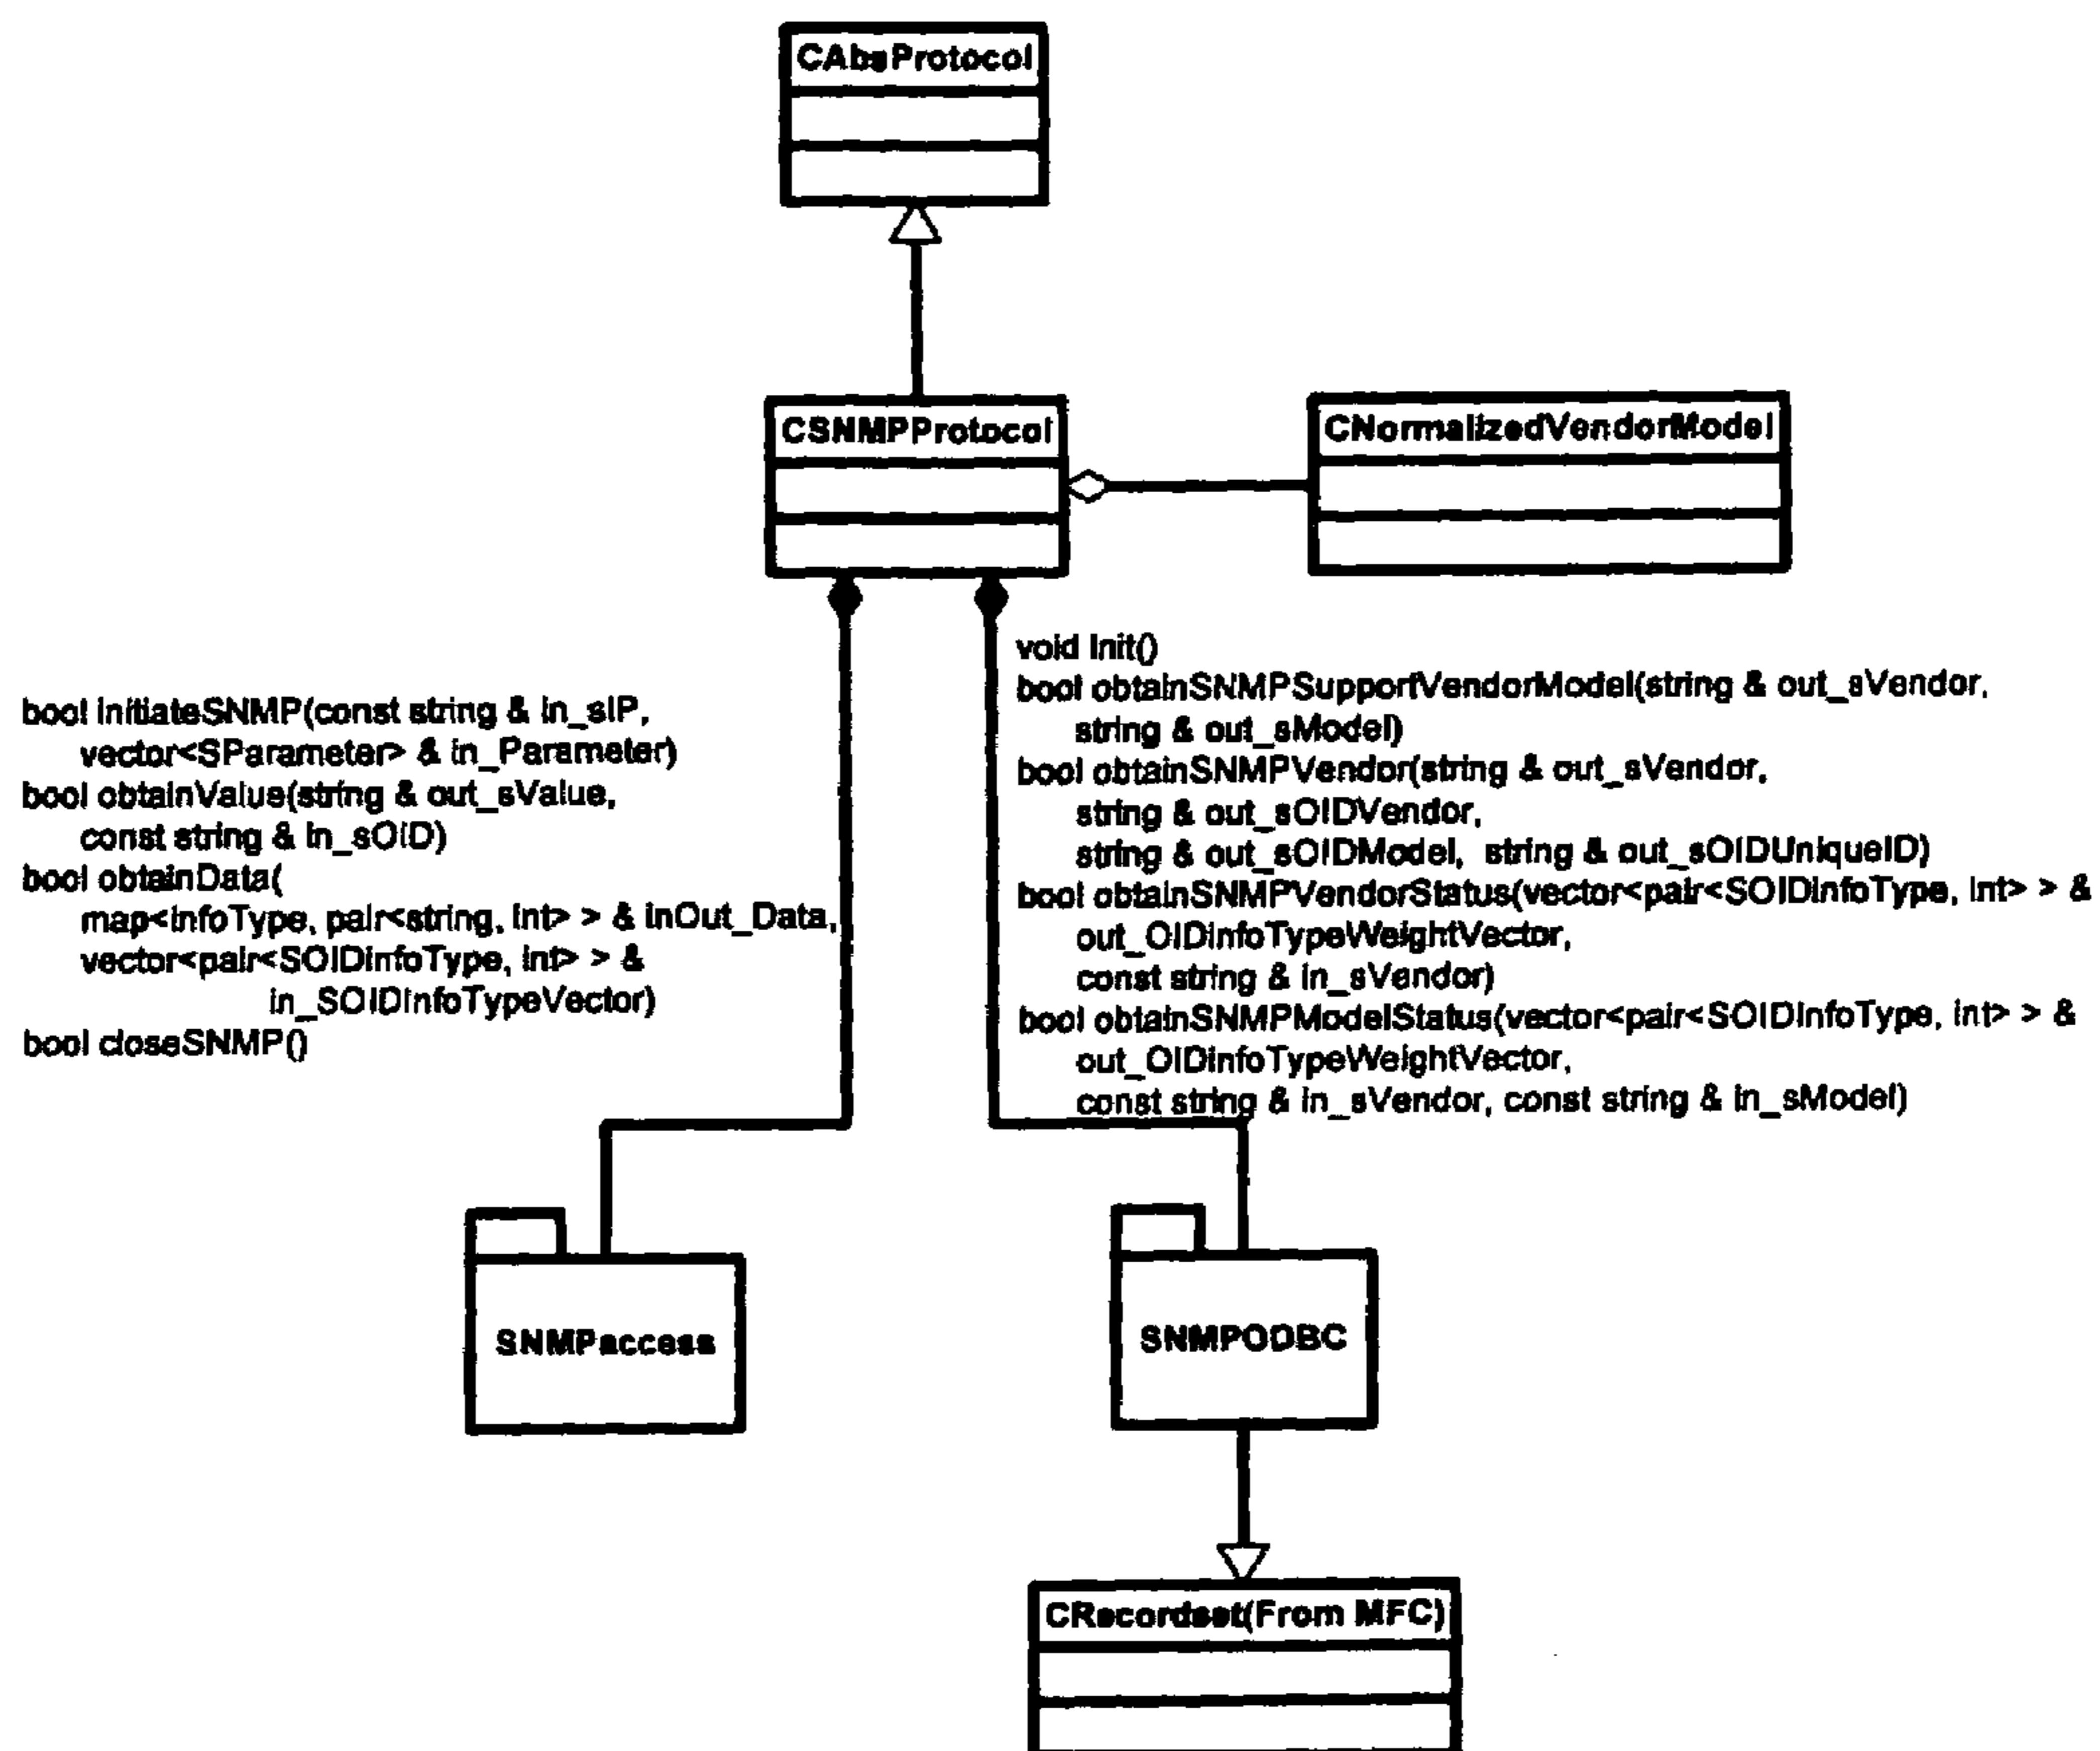 CAbsProtocol
CSNMPProtocol
CNormalizedVendorModel
bool initiateSNMP(const string & in_sIP,
vector<SParameter> & in_Parameter)
bool obtainValue(string & out_sValue,
const string & in_sOID)
bool obtainData(
map<infoType, pair<string, int> > & inOut_Data,
vector<pair<SOIDinfoType, int> > &
in_SOIDinfoTypeVector)
bool closeSNMP()
void Init()
bool obtainSNMPSupportVendorModel(string & out_sVendor,
string & out_sModel)
bool obtainSNMPVendor(string & out_sVendor,
string & out_sOIDVendor,
string & out_sOIDModel, string & out_sOIDUniqueID)
bool obtainSNMPVendorStatus(vector<pair<SOIDinfoType, int> > &
out_OIDinfoTypeWeightVector,
const string & in_sVendor)
bool obtainSNMPModelStatus(vector<pair<SOIDinfoType, int> > &
out_OIDinfoTypeWeightVector,
const string & in_sVendor, const string & in_sModel)
SNMPaccess
SNMPODBC
CRecordset(From MFC)